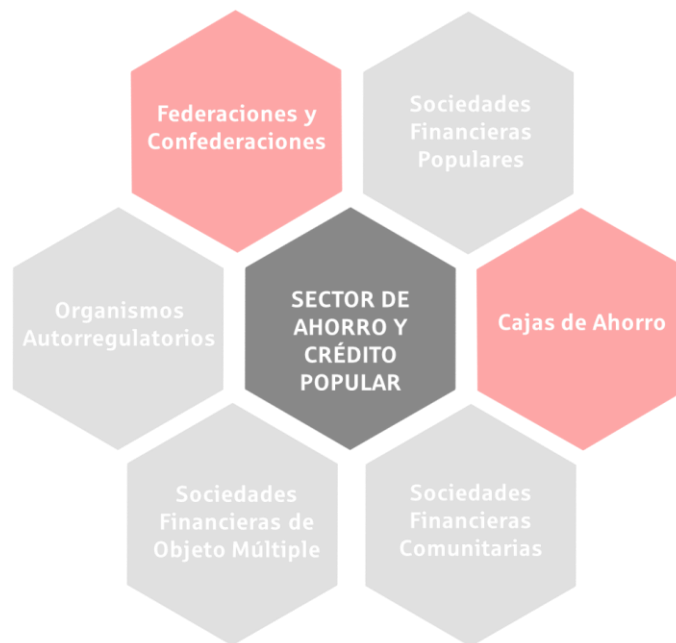 Federaciones y
Confederaciones
Sociedades
Financieras
Populares
Organismos
Autorregulatorios
SECTOR DE
AHORRO Y
CRÉDITO
POPULAR
Cajas de Ahorro
Sociedades
Financieras de
Objeto Múltiple
Sociedades
Financieras
Comunitarias